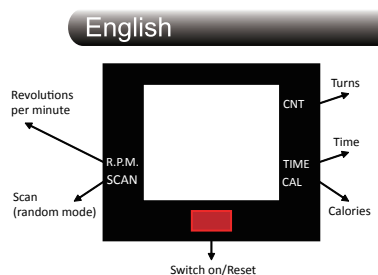 English
Revolutions
per minute
Turns
CNT
Time
R.P.M.
TIME
SCAN
CAL
Scan
(random mode)
Calories
Switch on/Reset